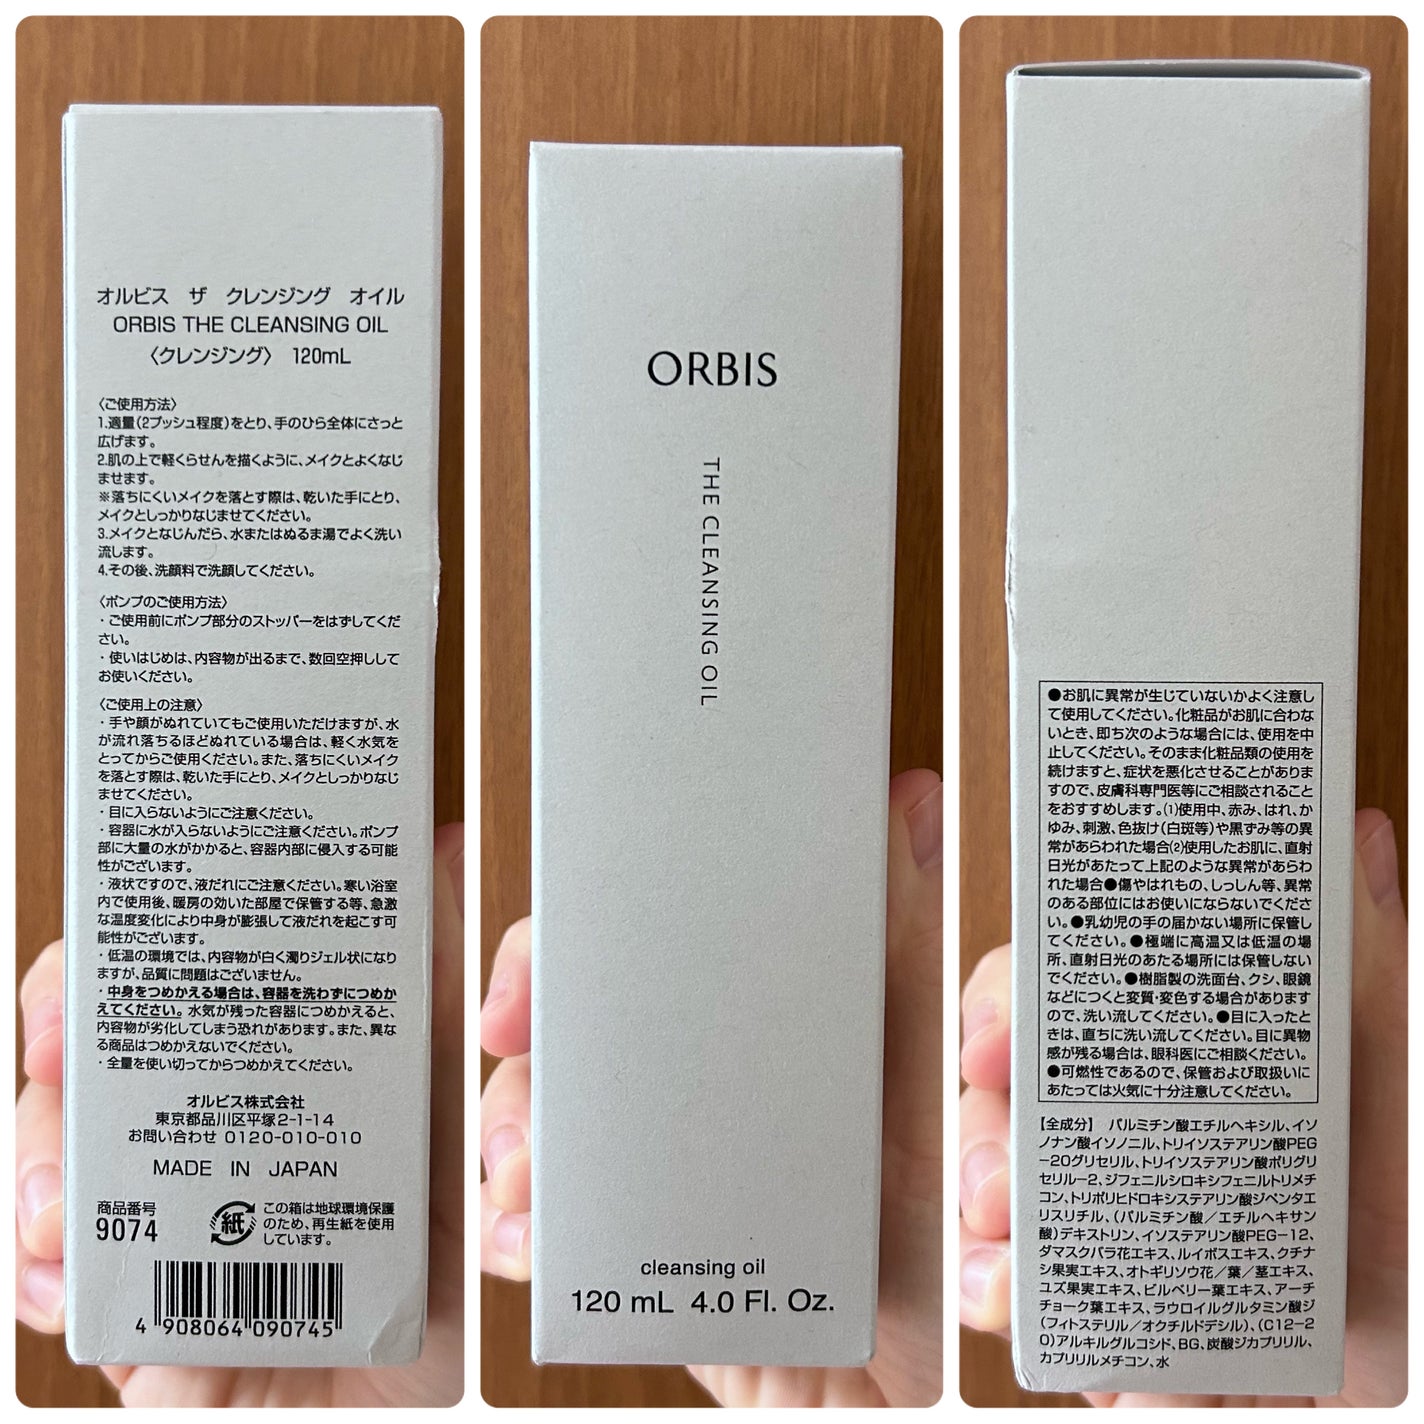 オルビス ザ クレンジング オイル
ORBIS THE CLEANSING OIL
〈クレンジング〉 120mL
〈ご使用方法〉
1.適量(2プッシュ程度)をとり、手のひら全体にさっと
広げます。
2.肌の上で軽くらせんを描くように、メイクとよくなじ
ませます。
※落ちにくいメイクを落とす際は、乾いた手にとり、
メイクとしっかりなじませてください。
3.メイクとなじんだら、水またはぬるま湯でよく洗い
流します。
4.その後、洗顔料で洗顔してください。
〈ポンプのご使用方法〉
・ご使用前にポンプ部分のストッパーをはずしてくだ
さい。
・使いはじめは、内容物が出るまで、数回空押しして
お使いください。
〈ご使用上の注意〉
・手や顔がぬれていてもご使用いただけますが、水
が流れ落ちるほどぬれている場合は、軽く水気を
とってからご使用ください。また、落ちにくいメイク
を落とす際は、乾いた手にとり、メイクとしっかりなじ
ませてください。
・目に入らないようにご注意ください。
・容器に水が入らないようにご注意ください。ポンプ
部に大量の水がかかると、容器内部に侵入する可能
性がございます。
・液状ですので、液だれにご注意ください。寒い浴室
内で使用後、暖房の効いた部屋で保管する等、急激
な温度変化により中身が膨張して液だれを起こす可
能性がございます。
・低温の環境では、内容物が白く濁りジェル状になり
ますが、品質に問題はございません。
・中身をつめかえる場合は、容器を洗わずにつめか
えてください。水気が残った容器につめかえると、
内容物が劣化してしまう恐れがあります。また、異な
る商品はつめかえないでください。
・全量を使い切ってからつめかえてください。
オルビス株式会社
東京都品川区平塚2-1-14
お問い合わせ 0120-010-010
MADE IN JAPAN
商品番号
9074
紙
この箱は地球環境保護
のため、再生紙を使用
しています。
4 908064 090745
ORBIS
THE CLEANSING OIL
cleansing oil
120 mL 4.0 Fl. Oz.
●お肌に異常が生じていないかよく注意し
て使用してください。化粧品がお肌に合わな
いとき、即ち次のような場合には、使用を中
止してください。そのまま化粧品類の使用を
続けますと、症状を悪化させることがありま
すので、皮膚科専門医等にご相談されること
をおすすめします。(1)使用中、赤み、はれ、か
ゆみ、刺激、色抜け(白斑等)や黒ずみ等の異
常があらわれた場合(2)使用したお肌に、直射
日光があたって上記のような異常があらわ
れた場合●傷やはれもの、しっしん等、異常
のある部位にはお使いにならないでくださ
い。●乳幼児の手の届かない場所に保管し
てください。●極端に高温又は低温の場
所、直射日光のあたる場所には保管しない
でください。●樹脂製の洗面台、クシ、眼鏡
などにつくと変質・変色する場合があります
ので、洗い流してください。●目に入ったと
きは、直ちに洗い流してください。目に異物
感が残る場合は、眼科医にご相談ください。
●可燃性であるので、保管および取扱いに
あたっては火気に十分注意してください。
【全成分】 パルミチン酸エチルヘキシル、イソ
ノナン酸イソノニル、トリイソステアリン酸PEG
-20グリセリル、トリイソステアリン酸ポリグリ
セリル-2、ジフェニルシロキシフェニルトリメチ
コン、トリポリヒドロキシステアリン酸ジペンタエ
リスリチル、(パルミチン酸/エチルヘキサン
酸)デキストリン、イソステアリン酸PEG-12、
ダマスクバラ花エキス、ルイボスエキス、クチナ
シ果実エキス、オトギリソウ花/葉/茎エキス、
ユズ果実エキス、ビルベリー葉エキス、アーチ
チョーク葉エキス、ラウロイルグルタミン酸ジ
(フィトステリル/オクチルドデシル)、(C12-2
0)アルキルグルコシド、BG、炭酸ジカプリリル、
カプリリルメチコン、水